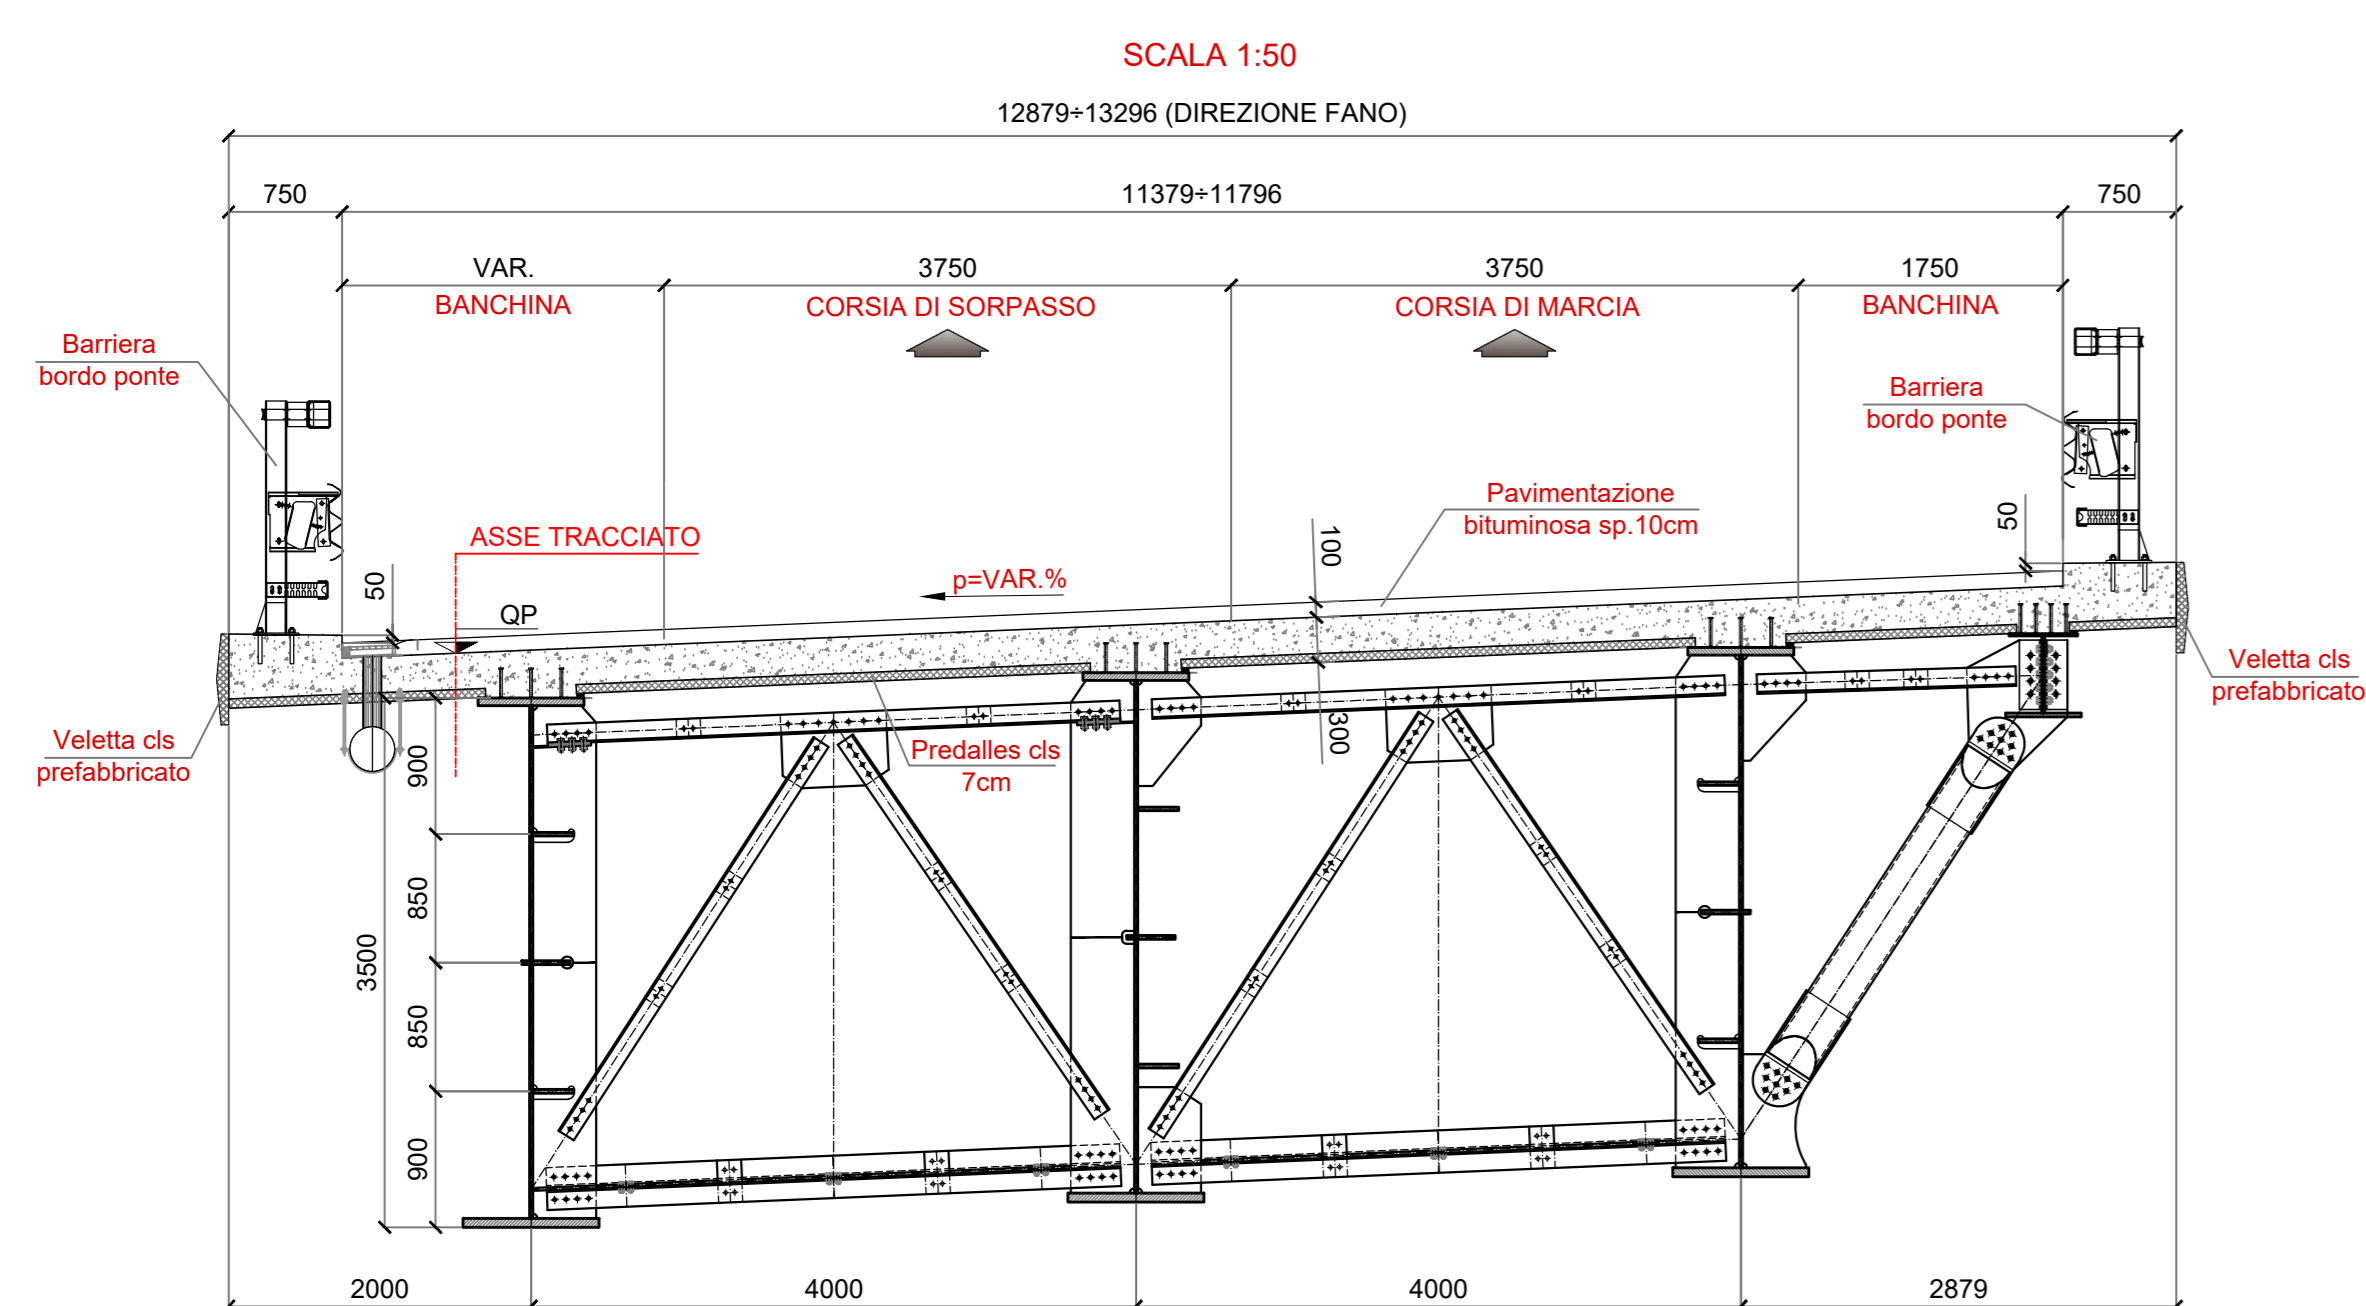 SCALA 1:50
12879÷13296 (DIREZIONE FANO)
750
11379÷11796
750
VAR.
3750
3750
1750
BANCHINA
CORSIA DI SORPASSO
CORSIA DI MARCIA
BANCHINA
Barriera
bordo ponte
Barriera
bordo ponte
Pavimentazione
bituminosa sp.10cm
50
100
ASSE TRACCIATO
50
p=VAR.%
QP
Veletta cls
prefabbricato
Veletta cls
prefabbricato
300
Predalles cls
7cm
900
850
3500
850
900
2000
4000
4000
2879